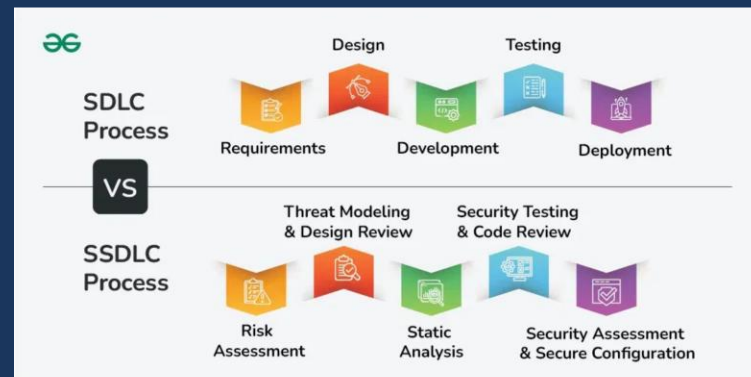 SDLC
Process
Design
Testing
Requirements
Development
Deployment
VS
SSDLC
Process
Threat Modeling
& Design Review
Security Testing
& Code Review
Risk
Assessment
Static
Analysis
Security Assessment
& Secure Configuration